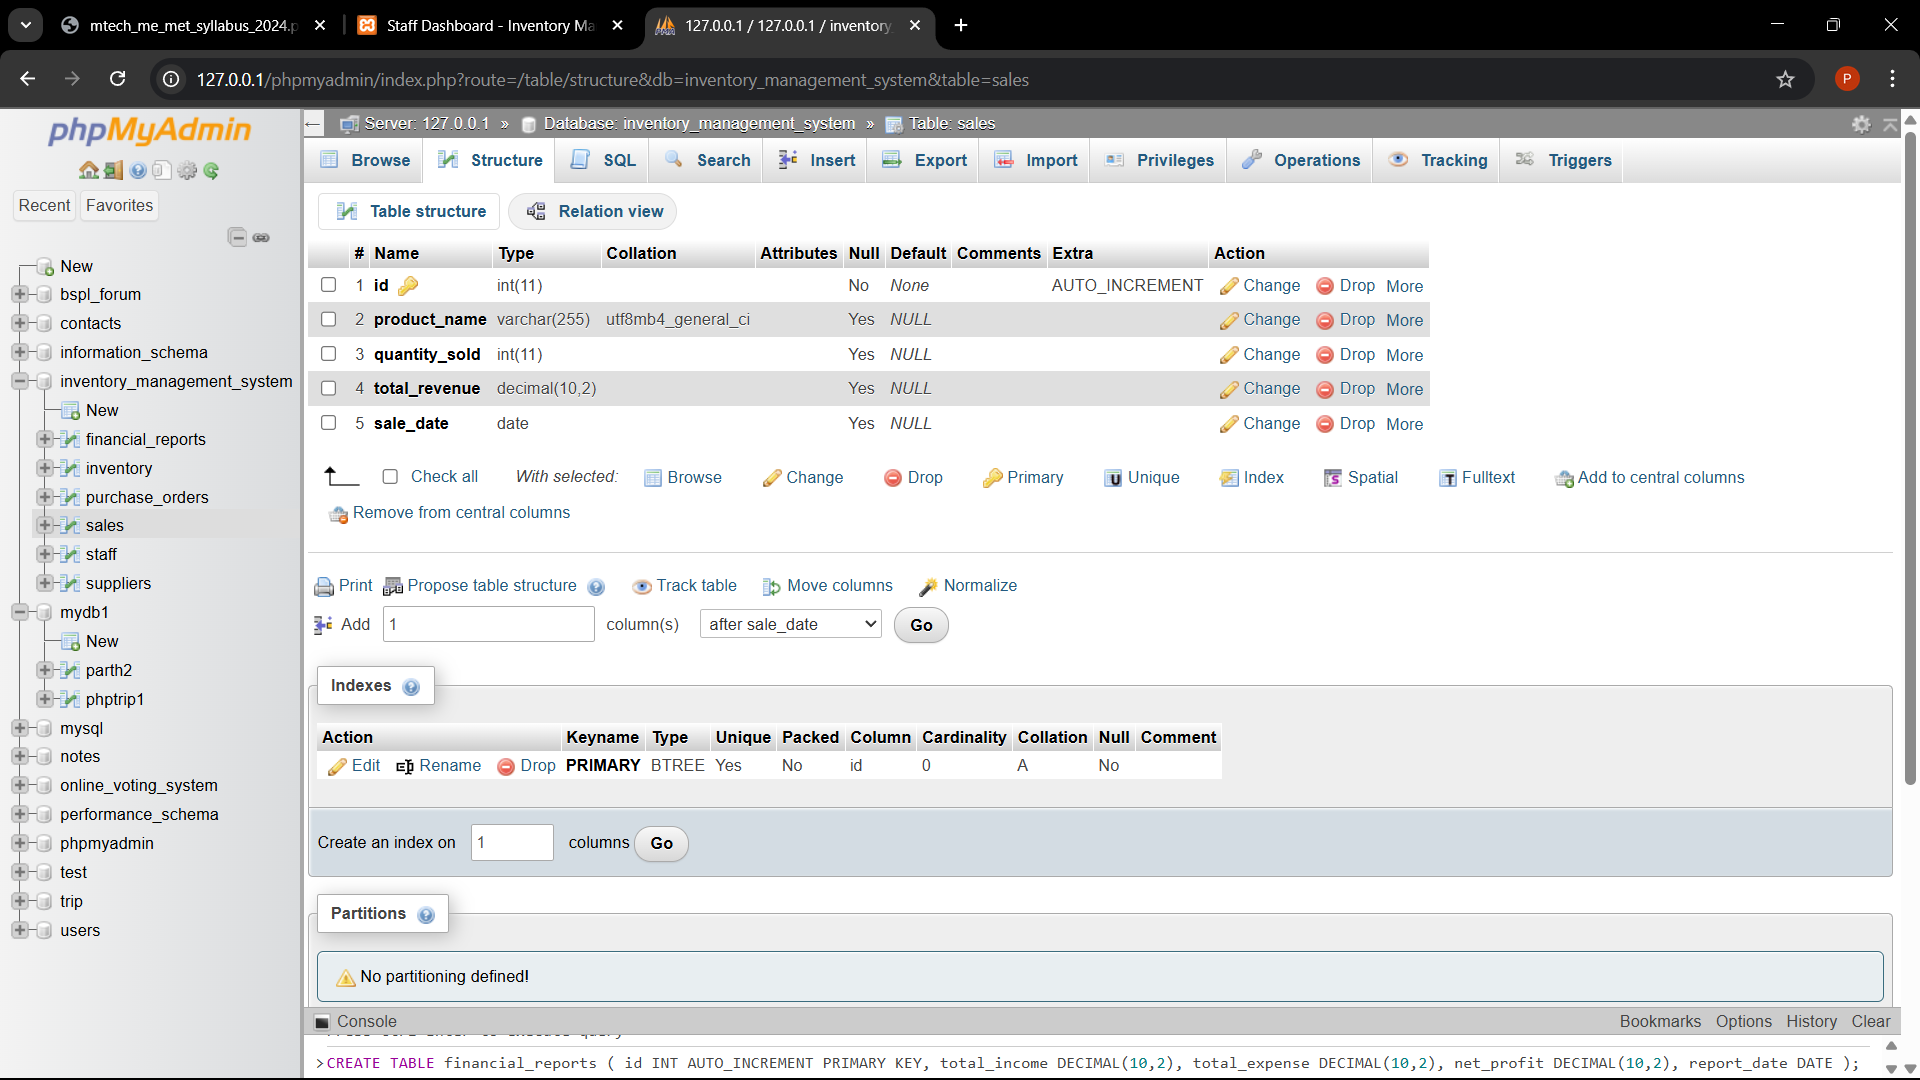 mtech_me_met_syllabus_2024.p
Staff Dashboard - Inventory Ma
127.0.0.1 / 127.0.0.1 / inventory
127.0.0.1/phpmyadmin/index.php?route=/table/structure&db=inventory_management_system&table=sales
P
phpMyAdmin
Recent Favorites
New
bspl_forum
contacts
information_schema
inventory_management_system
New
financial_reports
inventory
purchase_orders
sales
staff
suppliers
mydb1
New
parth2
phptrip1
mysql
notes
online_voting_system
performance_schema
phpmyadmin
test
trip
users
Server: 127.0.0.1 » Database: inventory_management_system » Table: sales
Browse Structure SQL Search Insert Export Import Privileges Operations Tracking Triggers
Table structure Relation view
# Name Type Collation Attributes Null Default Comments Extra Action
1 id int(11) No None AUTO_INCREMENT Change Drop More
2 product_name varchar(255) utf8mb4_general_ci Yes NULL Change Drop More
3 quantity_sold int(11) Yes NULL Change Drop More
4 total_revenue decimal(10,2) Yes NULL Change Drop More
5 sale_date date Yes NULL Change Drop More
Check all With selected: Browse Change Drop Primary Unique Index Spatial Fulltext Add to central columns
Remove from central columns
Print Propose table structure Track table Move columns Normalize
Add 1 column(s) after sale_date Go
Indexes
Action Keyname Type Unique Packed Column Cardinality Collation Null Comment
Edit Rename Drop PRIMARY BTREE Yes No id 0 A No
Create an index on 1 columns Go
Partitions
No partitioning defined!
Console Bookmarks Options History Clear
>CREATE TABLE financial_reports ( id INT AUTO_INCREMENT PRIMARY KEY, total_income DECIMAL(10,2), total_expense DECIMAL(10,2), net_profit DECIMAL(10,2), report_date DATE );